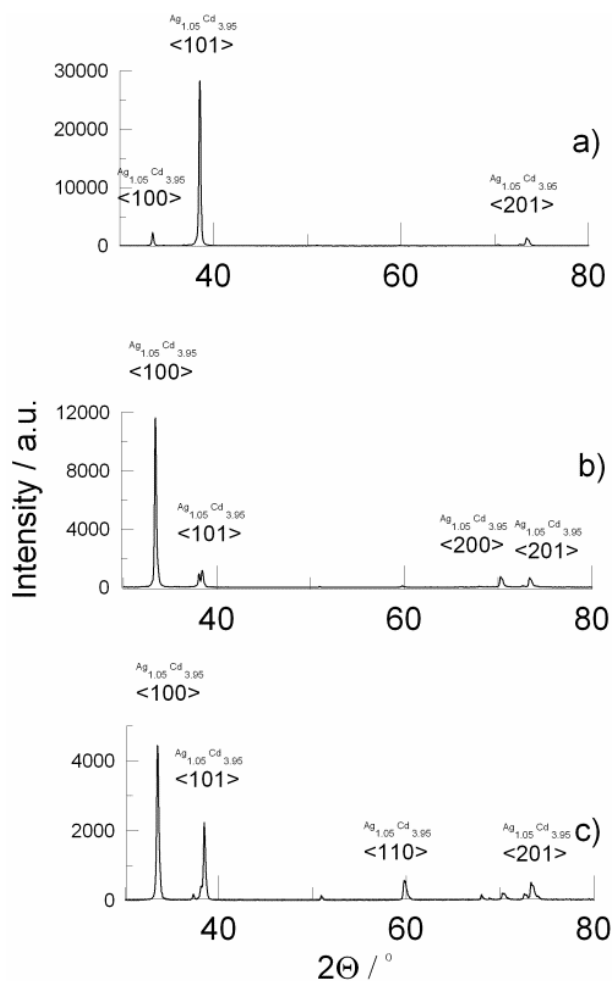 Ag1.05Cd3.95
<101>
30000
20000
a)
Ag1.05Cd3.95
<100>
Ag1.05Cd3.95
<201>
10000
0
40 60 80
Ag1.05Cd3.95
<100>
12000
b)
8000
Ag1.05Cd3.95
<101>
Ag1.05Cd3.95
<200>
Ag1.05Cd3.95
<201>
4000
0
40 60 80
Ag1.05Cd3.95
<100>
Ag1.05Cd3.95
<101>
4000
Ag1.05Cd3.95
<110>
Ag1.05Cd3.95
<201>
c)
2000
0
40 60 80
2Θ / °
Intensity / a.u.